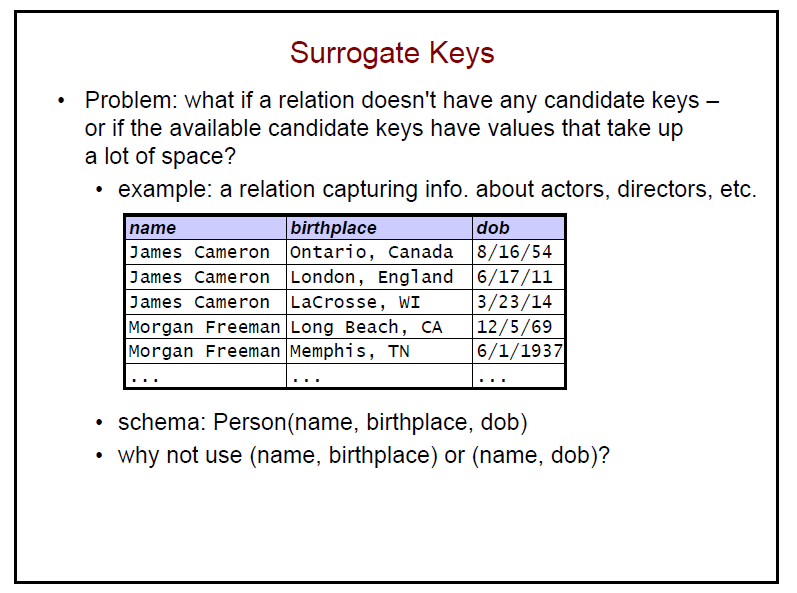 Surrogate Keys
• Problem: what if a relation doesn't have any candidate keys –
or if the available candidate keys have values that take up
a lot of space?
• example: a relation capturing info. about actors, directors, etc.
name birthplace dob
James Cameron Ontario, Canada 8/16/54
James Cameron London, England 6/17/11
James Cameron LaCrosse, WI 3/23/14
Morgan Freeman Long Beach, CA 12/5/69
Morgan Freeman Memphis, TN 6/1/1937
... ... ...
• schema: Person(name, birthplace, dob)
• why not use (name, birthplace) or (name, dob)?